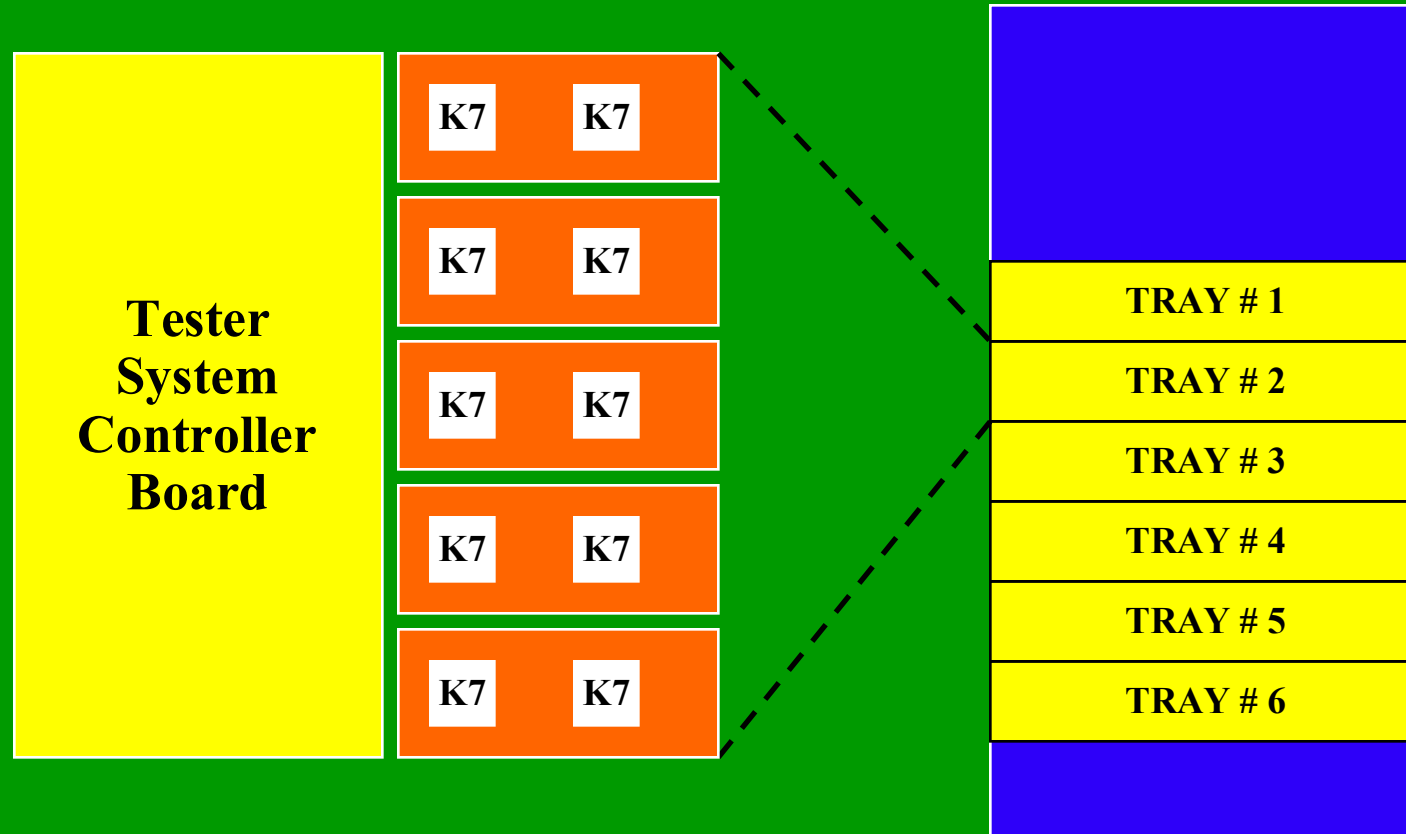 Tester
System
Controller
Board
K7 K7
K7 K7
K7 K7
K7 K7
K7 K7
TRAY # 1
TRAY # 2
TRAY # 3
TRAY # 4
TRAY # 5
TRAY # 6